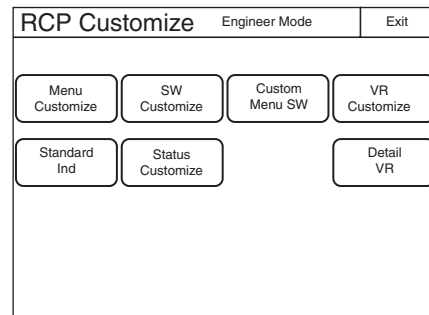 RCP Customize Engineer Mode Exit
Menu
Customize
SW
Customize
Custom
Menu SW
VR
Customize
Standard
Ind
Status
Customize
Detail
VR